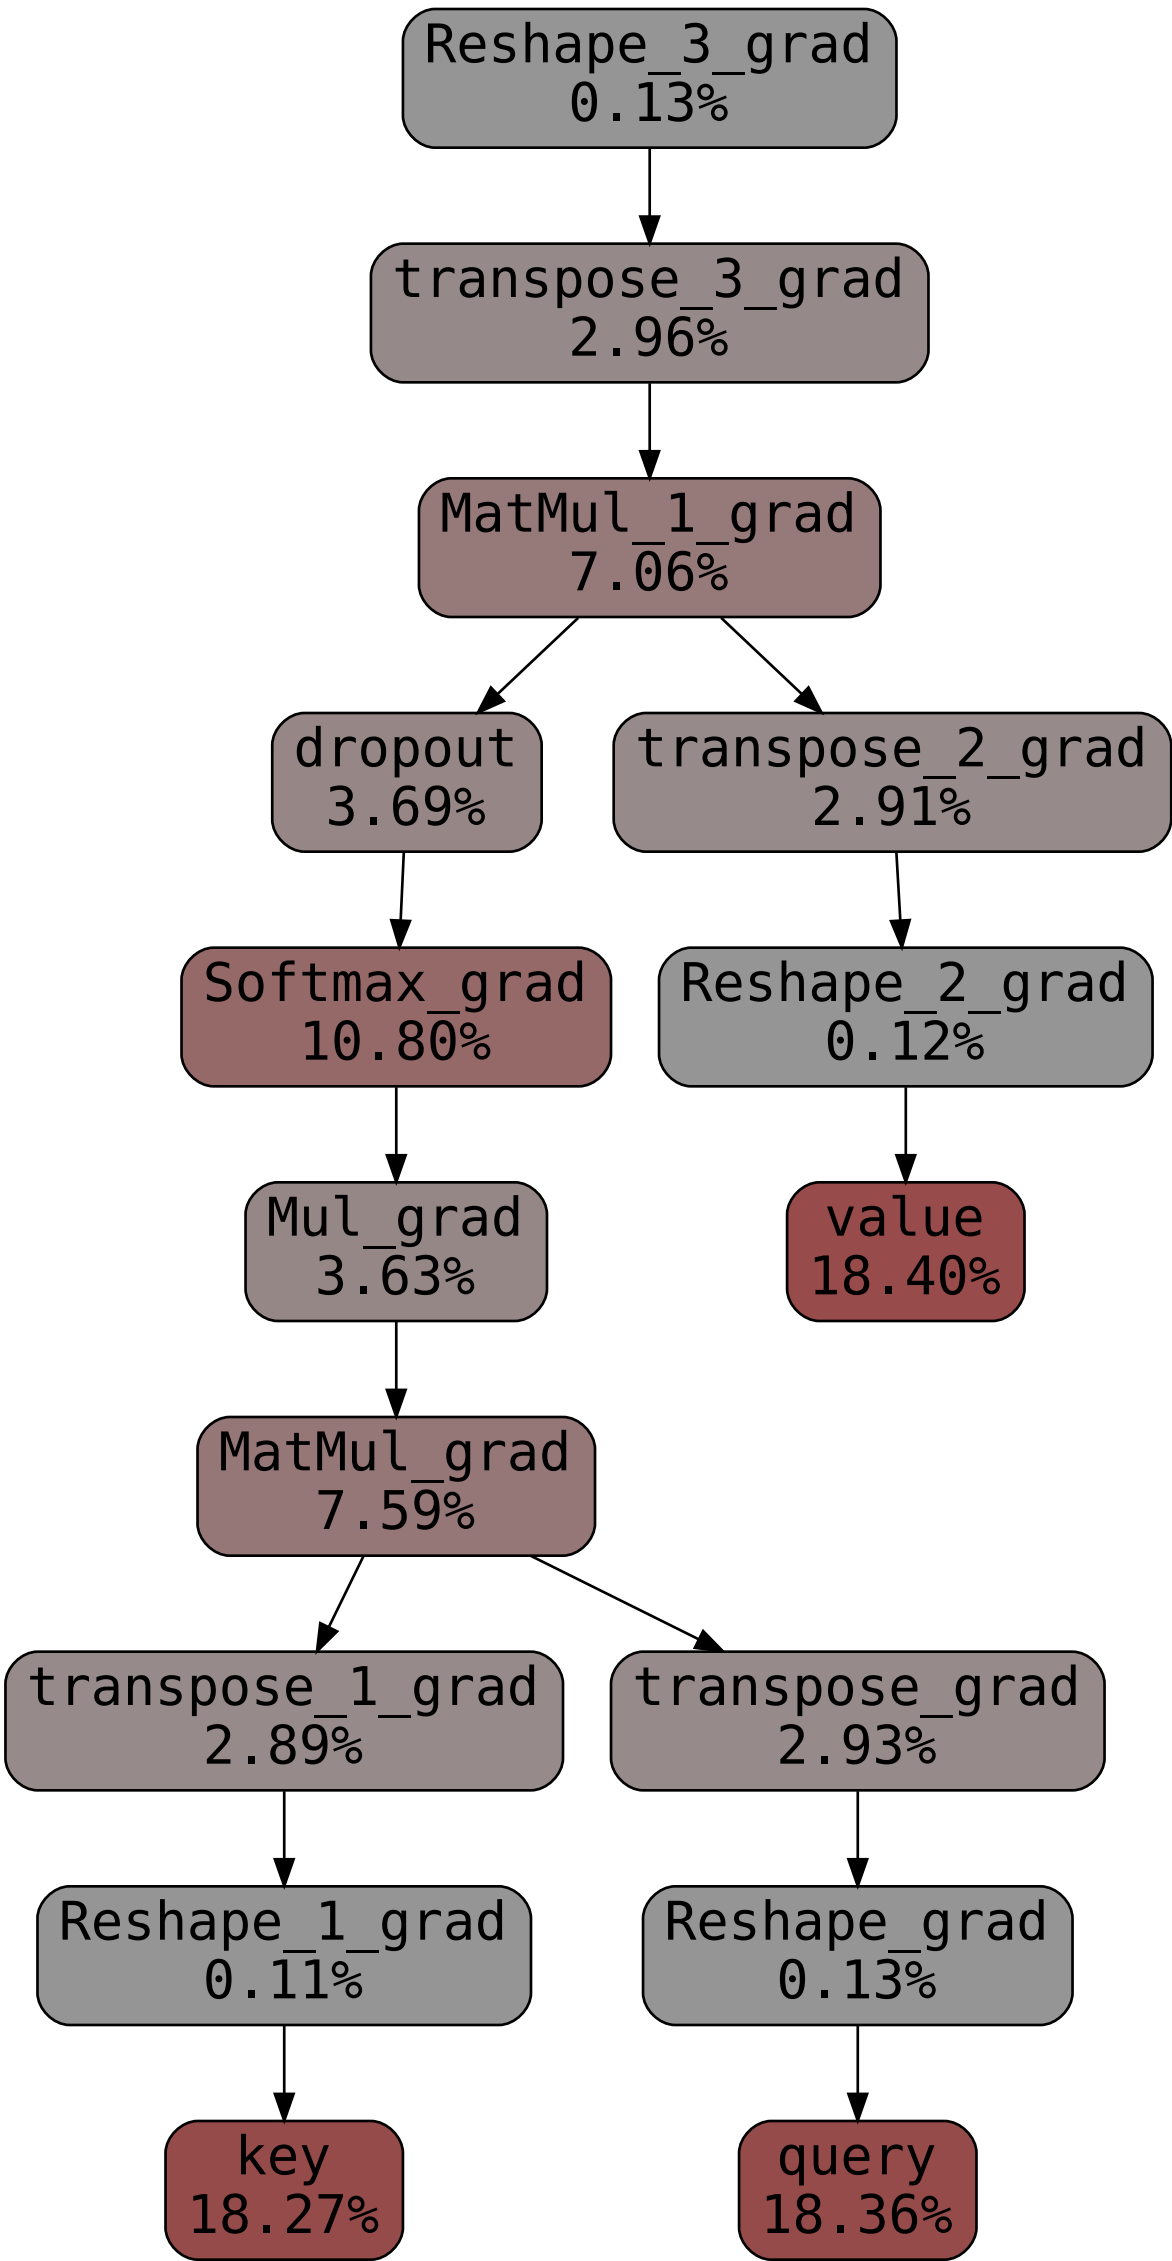 Reshape_3_grad
0.13%
transpose_3_grad
2.96%
MatMul_1_grad
7.06%
dropout
3.69%
transpose_2_grad
2.91%
Softmax_grad
10.80%
Reshape_2_grad
0.12%
Mul_grad
3.63%
value
18.40%
MatMul_grad
7.59%
transpose_1_grad
2.89%
transpose_grad
2.93%
Reshape_1_grad
0.11%
Reshape_grad
0.13%
key
18.27%
query
18.36%